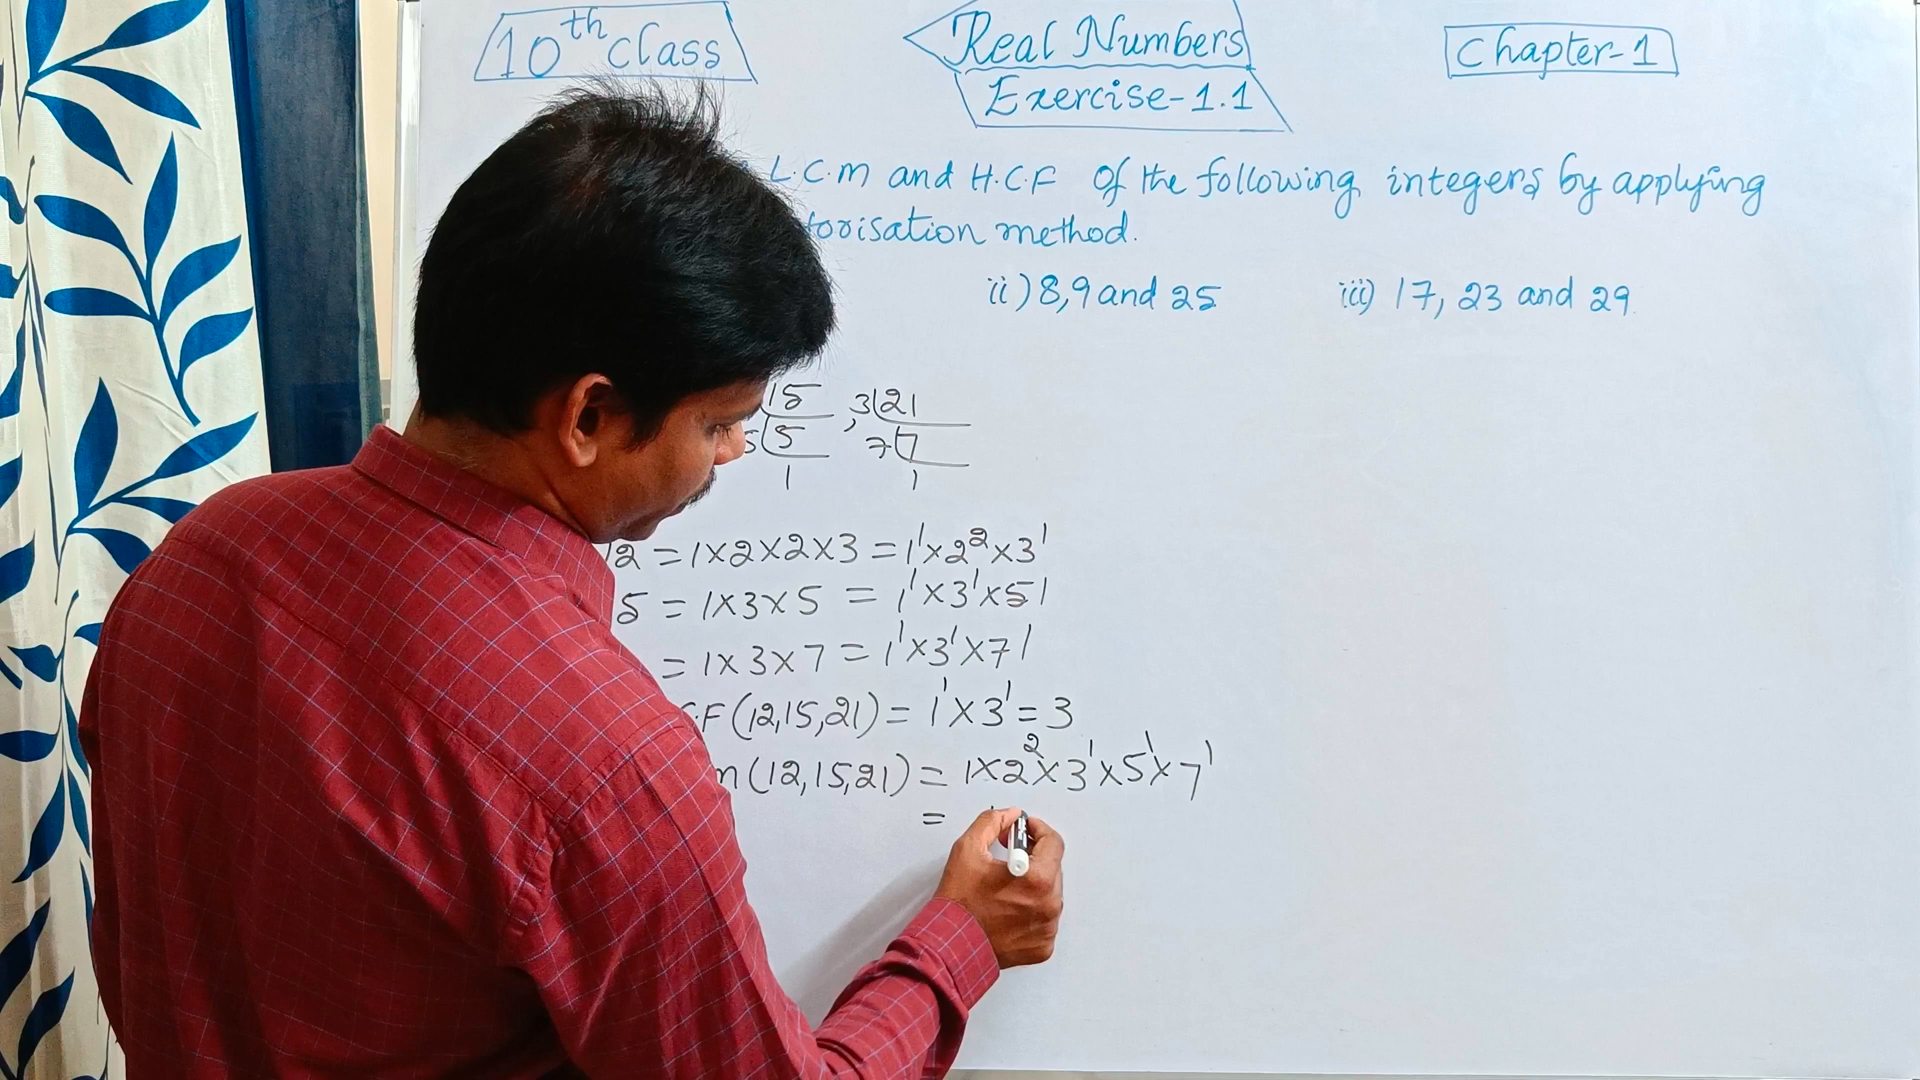 10th class
Real Numbers
Chapter-1
Exercise-1.1
L.C.M and H.C.F of the following integers by applying
torisation method.
ii) 8,9 and 25 iii) 17, 23 and 29
15 , 3 21
5 5 7 7
1 1
12 = 1×2×2×3 = 1¹×2²×3¹
5 = 1×3×5 = 1¹×3¹×5¹
= 1×3×7 = 1¹×3¹×7¹
C.F (12,15,21) = 1¹×3¹ = 3
m (12,15,21) = 1×2²×3¹×5¹×7¹
=